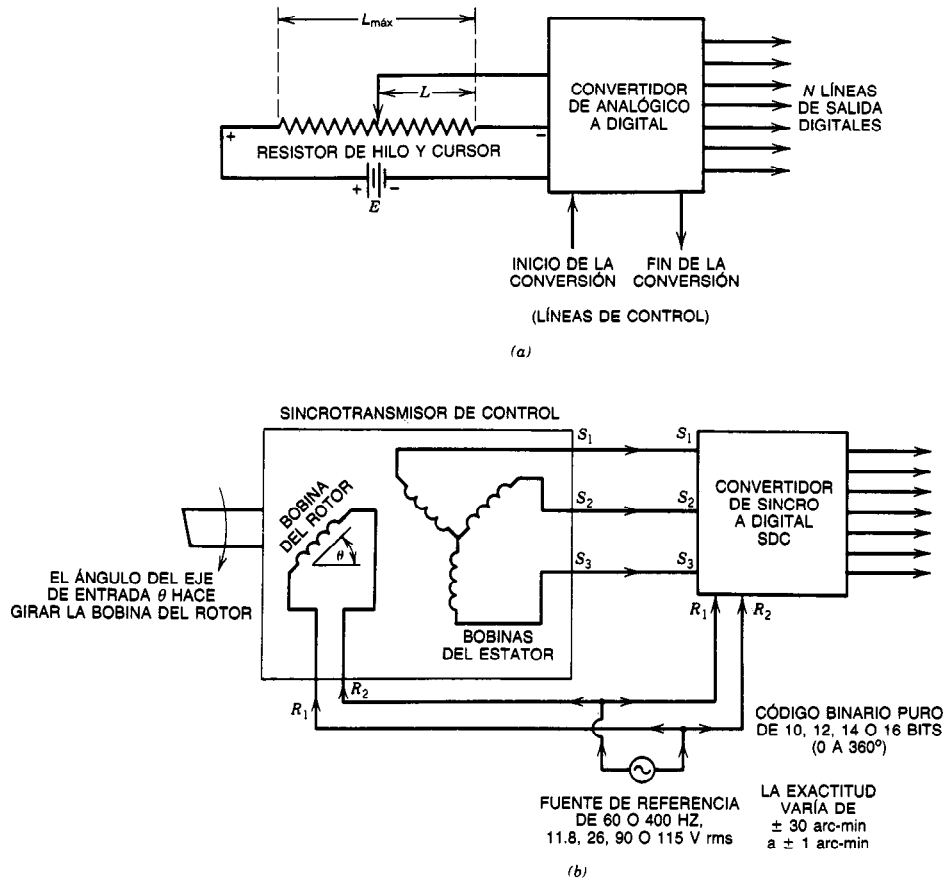 Lmáx
L
+
−
RESISTOR DE HILO Y CURSOR
+
−
E
CONVERTIDOR
DE ANALÓGICO
A DIGITAL
N LÍNEAS
DE SALIDA
DIGITALES
INICIO DE LA
CONVERSIÓN
FIN DE LA
CONVERSIÓN
(LÍNEAS DE CONTROL)
(a)
SINCROTRANSMISOR DE CONTROL
BOBINA
DEL ROTOR
θ
EL ÁNGULO DEL EJE
DE ENTRADA θ HACE
GIRAR LA BOBINA DEL ROTOR
S1
S2
S3
BOBINAS
DEL ESTATOR
S1
S2
S3
CONVERTIDOR
DE SINCRO
A DIGITAL
SDC
R1
R2
R2
R1
CÓDIGO BINARIO PURO
DE 10, 12, 14 O 16 BITS
(0 A 360°)
FUENTE DE REFERENCIA
DE 60 O 400 HZ,
11.8, 26, 90 O 115 V rms
LA EXACTITUD
VARÍA DE
± 30 arc-min
a ± 1 arc-min
(b)